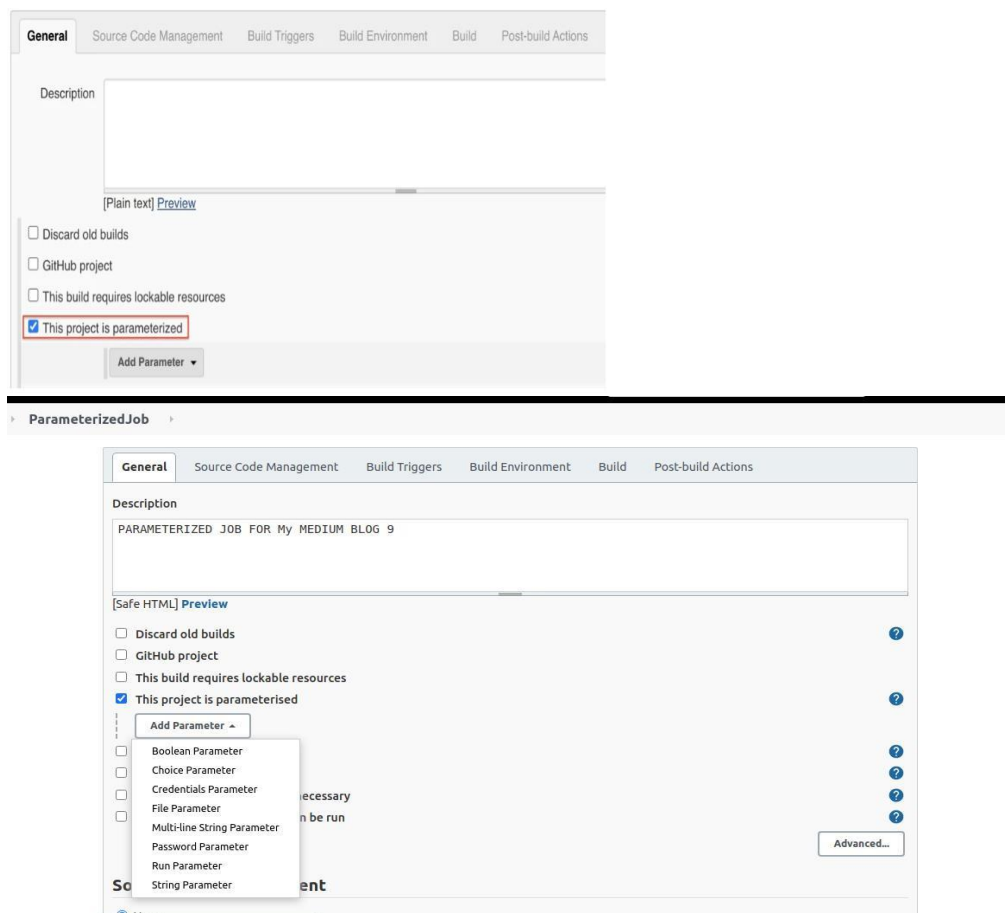 General Source Code Management Build Triggers Build Environment Build Post-build Actions
Description
[Plain text] Preview
Discard old builds
GitHub project
This build requires lockable resources
This project is parameterized
Add Parameter
ParameterizedJob
General Source Code Management Build Triggers Build Environment Build Post-build Actions
Description
PARAMETERIZED JOB FOR My MEDIUM BLOG 9
[Safe HTML] Preview
Discard old builds
GitHub project
This build requires lockable resources
This project is parameterised
Add Parameter
Boolean Parameter
Choice Parameter
Credentials Parameter
ecessary
File Parameter
n be run
Multi-line String Parameter
Password Parameter
Advanced...
Run Parameter
So ent
String Parameter